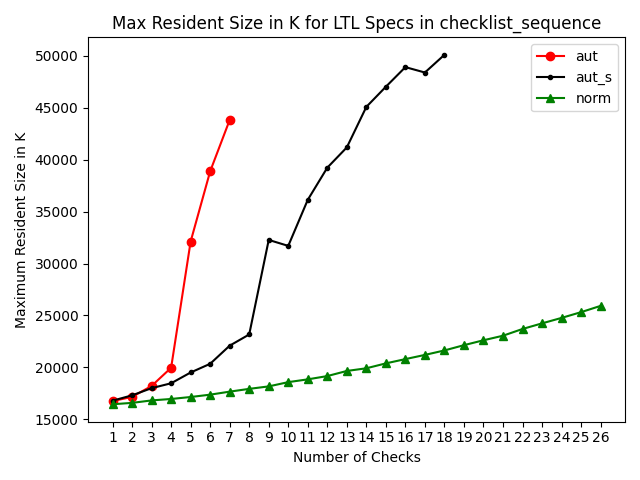 Max Resident Size in K for LTL Specs in checklist_sequence
aut
aut_s
norm
50000
45000
40000
35000
30000
25000
20000
15000
Maximum Resident Size in K
1 2 3 4 5 6 7 8 9 10 11 12 13 14 15 16 17 18 19 20 21 22 23 24 25 26
Number of Checks